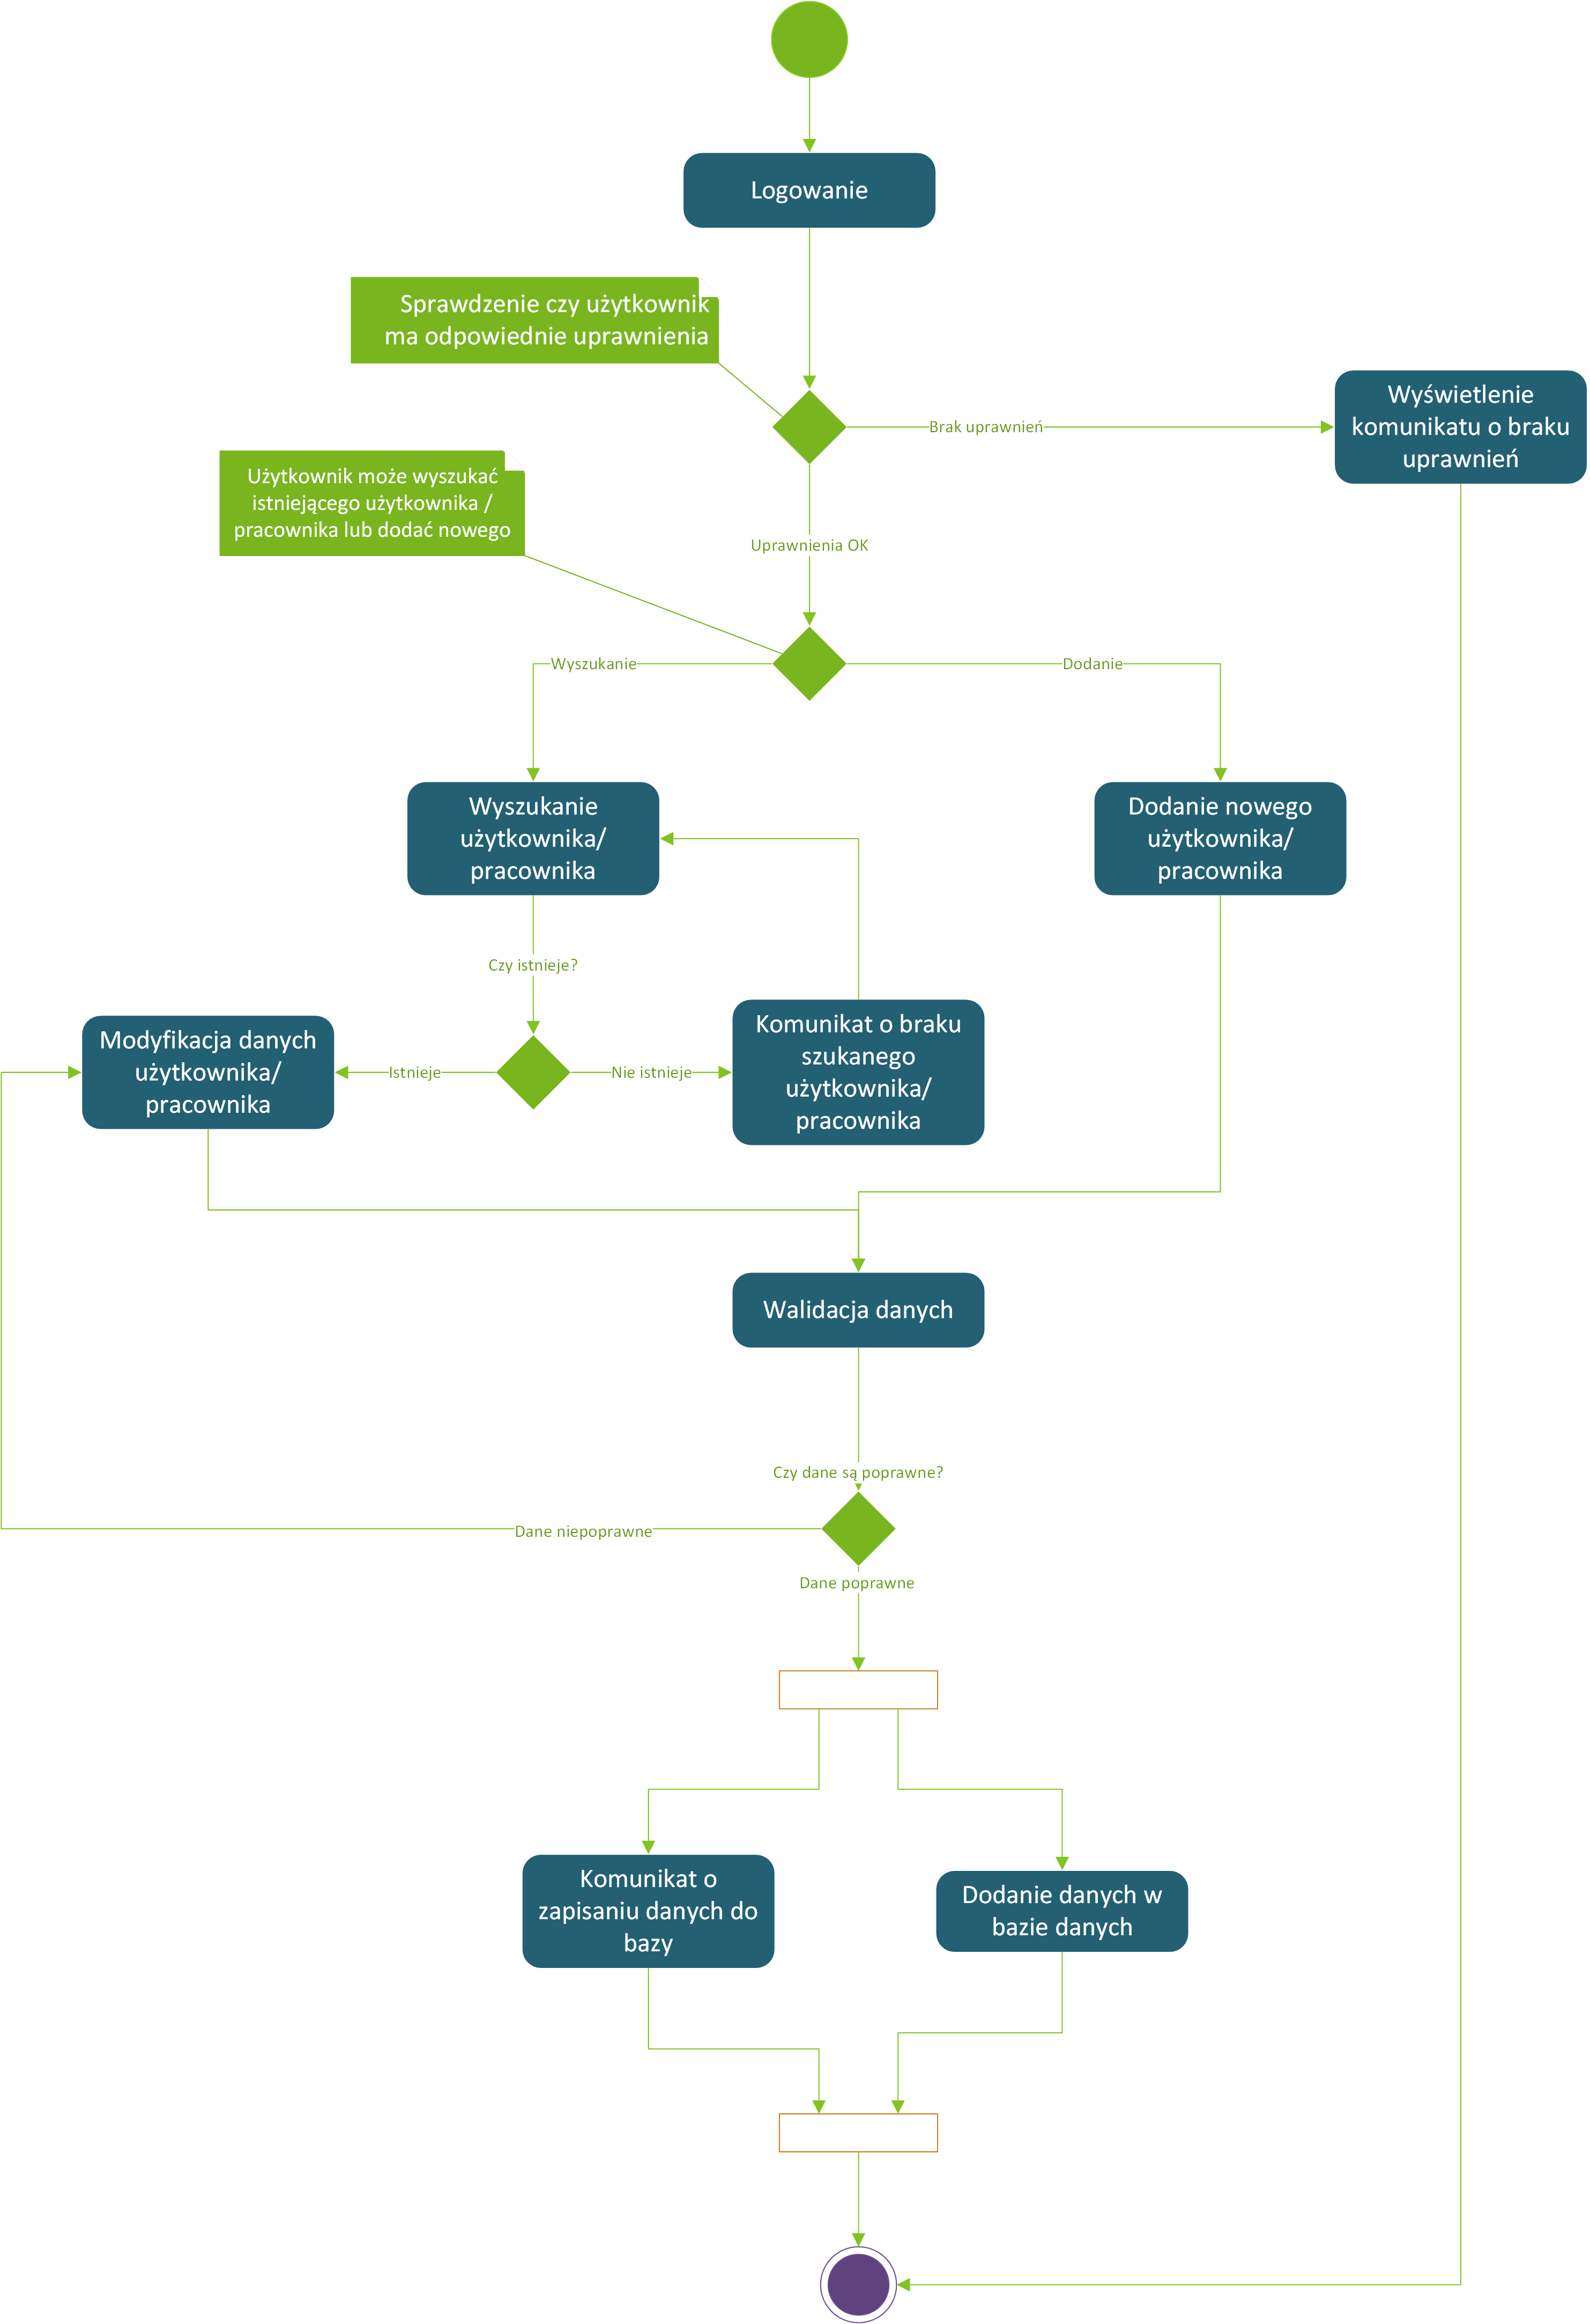 Logowanie
Sprawdzenie czy użytkownik
ma odpowiednie uprawnienia
Brak uprawnień
Wyświetlenie
komunikatu o braku
uprawnień
Użytkownik może wyszukać
istniejącego użytkownika /
pracownika lub dodać nowego
Uprawnienia OK
Wyszukanie
Dodanie
Wyszukanie
użytkownika/
pracownika
Dodanie nowego
użytkownika/
pracownika
Czy istnieje?
Modyfikacja danych
użytkownika/
pracownika
Istnieje
Nie istnieje
Komunikat o braku
szukanego
użytkownika/
pracownika
Walidacja danych
Czy dane są poprawne?
Dane niepoprawne
Dane poprawne
Komunikat o
zapisaniu danych do
bazy
Dodanie danych w
bazie danych